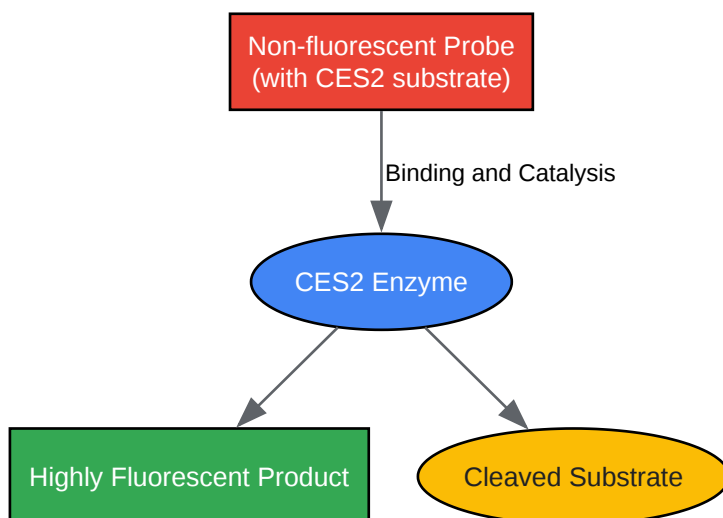 Non-fluorescent Probe
(with CES2 substrate)
Binding and Catalysis
CES2 Enzyme
Highly Fluorescent Product
Cleaved Substrate